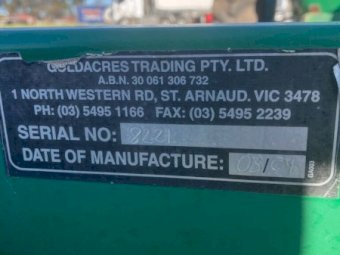 GOLDACRES TRADING PTY. LTD.
A.B.N. 30 061 306 732
1 NORTH WESTERN RD, ST. ARNAUD. VIC 3478
PH: (03) 5495 1166 FAX: (03) 5495 2239
SERIAL NO:
DATE OF MANUFACTURE: